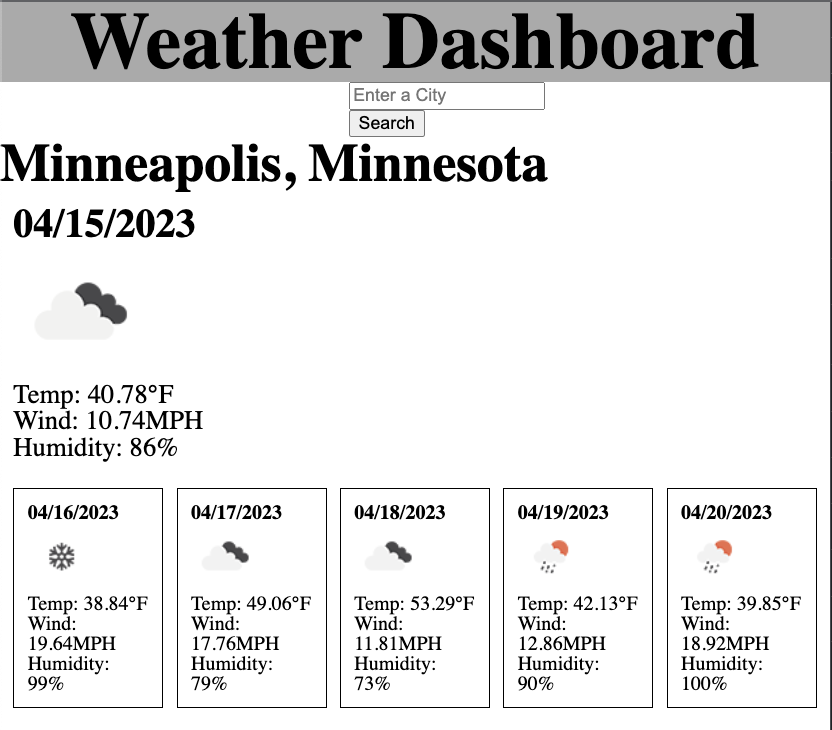 Weather Dashboard
Enter a City
Search
Minneapolis, Minnesota
04/15/2023
Temp: 40.78°F
Wind: 10.74MPH
Humidity: 86%
04/16/2023
Temp: 38.84°F
Wind:
19.64MPH
Humidity:
99%
04/17/2023
Temp: 49.06°F
Wind:
17.76MPH
Humidity:
79%
04/18/2023
Temp: 53.29°F
Wind:
11.81MPH
Humidity:
73%
04/19/2023
Temp: 42.13°F
Wind:
12.86MPH
Humidity:
90%
04/20/2023
Temp: 39.85°F
Wind:
18.92MPH
Humidity:
100%